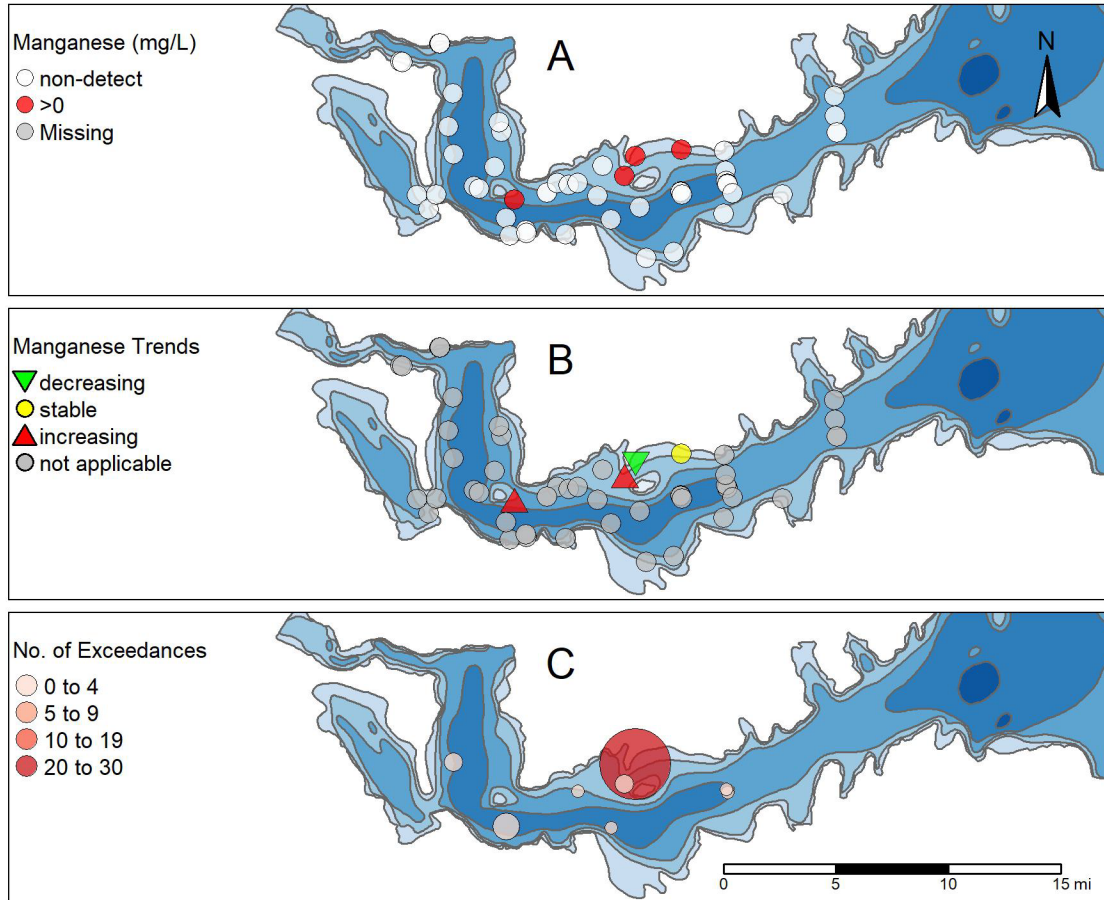 Manganese (mg/L)
non-detect
>0
Missing
A
N
Manganese Trends
decreasing
stable
increasing
not applicable
B
No. of Exceedances
0 to 4
5 to 9
10 to 19
20 to 30
C
0 5 10 15 mi